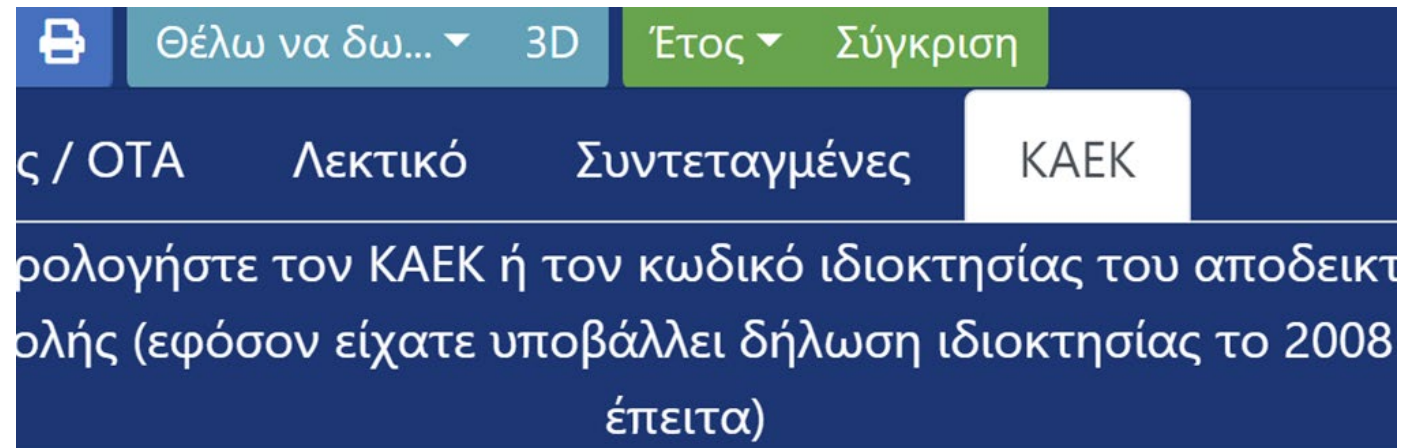 Θέλω να δω... 3D Έτος Σύγκριση
ς / ΟΤΑ Λεκτικό Συντεταγμένες ΚΑΕΚ
ρολογήστε τον ΚΑΕΚ ή τον κωδικό ιδιοκτησίας του αποδεικτ
ολής (εφόσον είχατε υποβάλλει δήλωση ιδιοκτησίας το 2008
έπειτα)